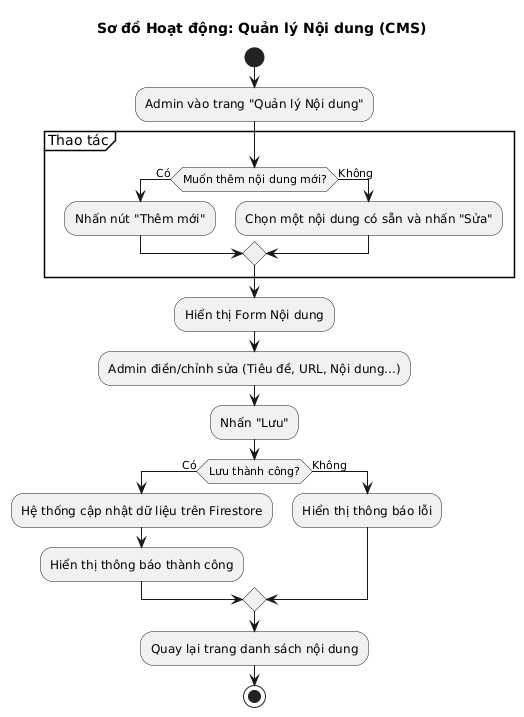 Sơ đồ Hoạt động: Quản lý Nội dung (CMS)
Admin vào trang "Quản lý Nội dung"
Thao tác
Muốn thêm nội dung mới?
Có
Không
Nhấn nút "Thêm mới"
Chọn một nội dung có sẵn và nhấn "Sửa"
Hiển thị Form Nội dung
Admin điền/chỉnh sửa (Tiêu đề, URL, Nội dung...)
Nhấn "Lưu"
Lưu thành công?
Có
Không
Hệ thống cập nhật dữ liệu trên Firestore
Hiển thị thông báo lỗi
Hiển thị thông báo thành công
Quay lại trang danh sách nội dung